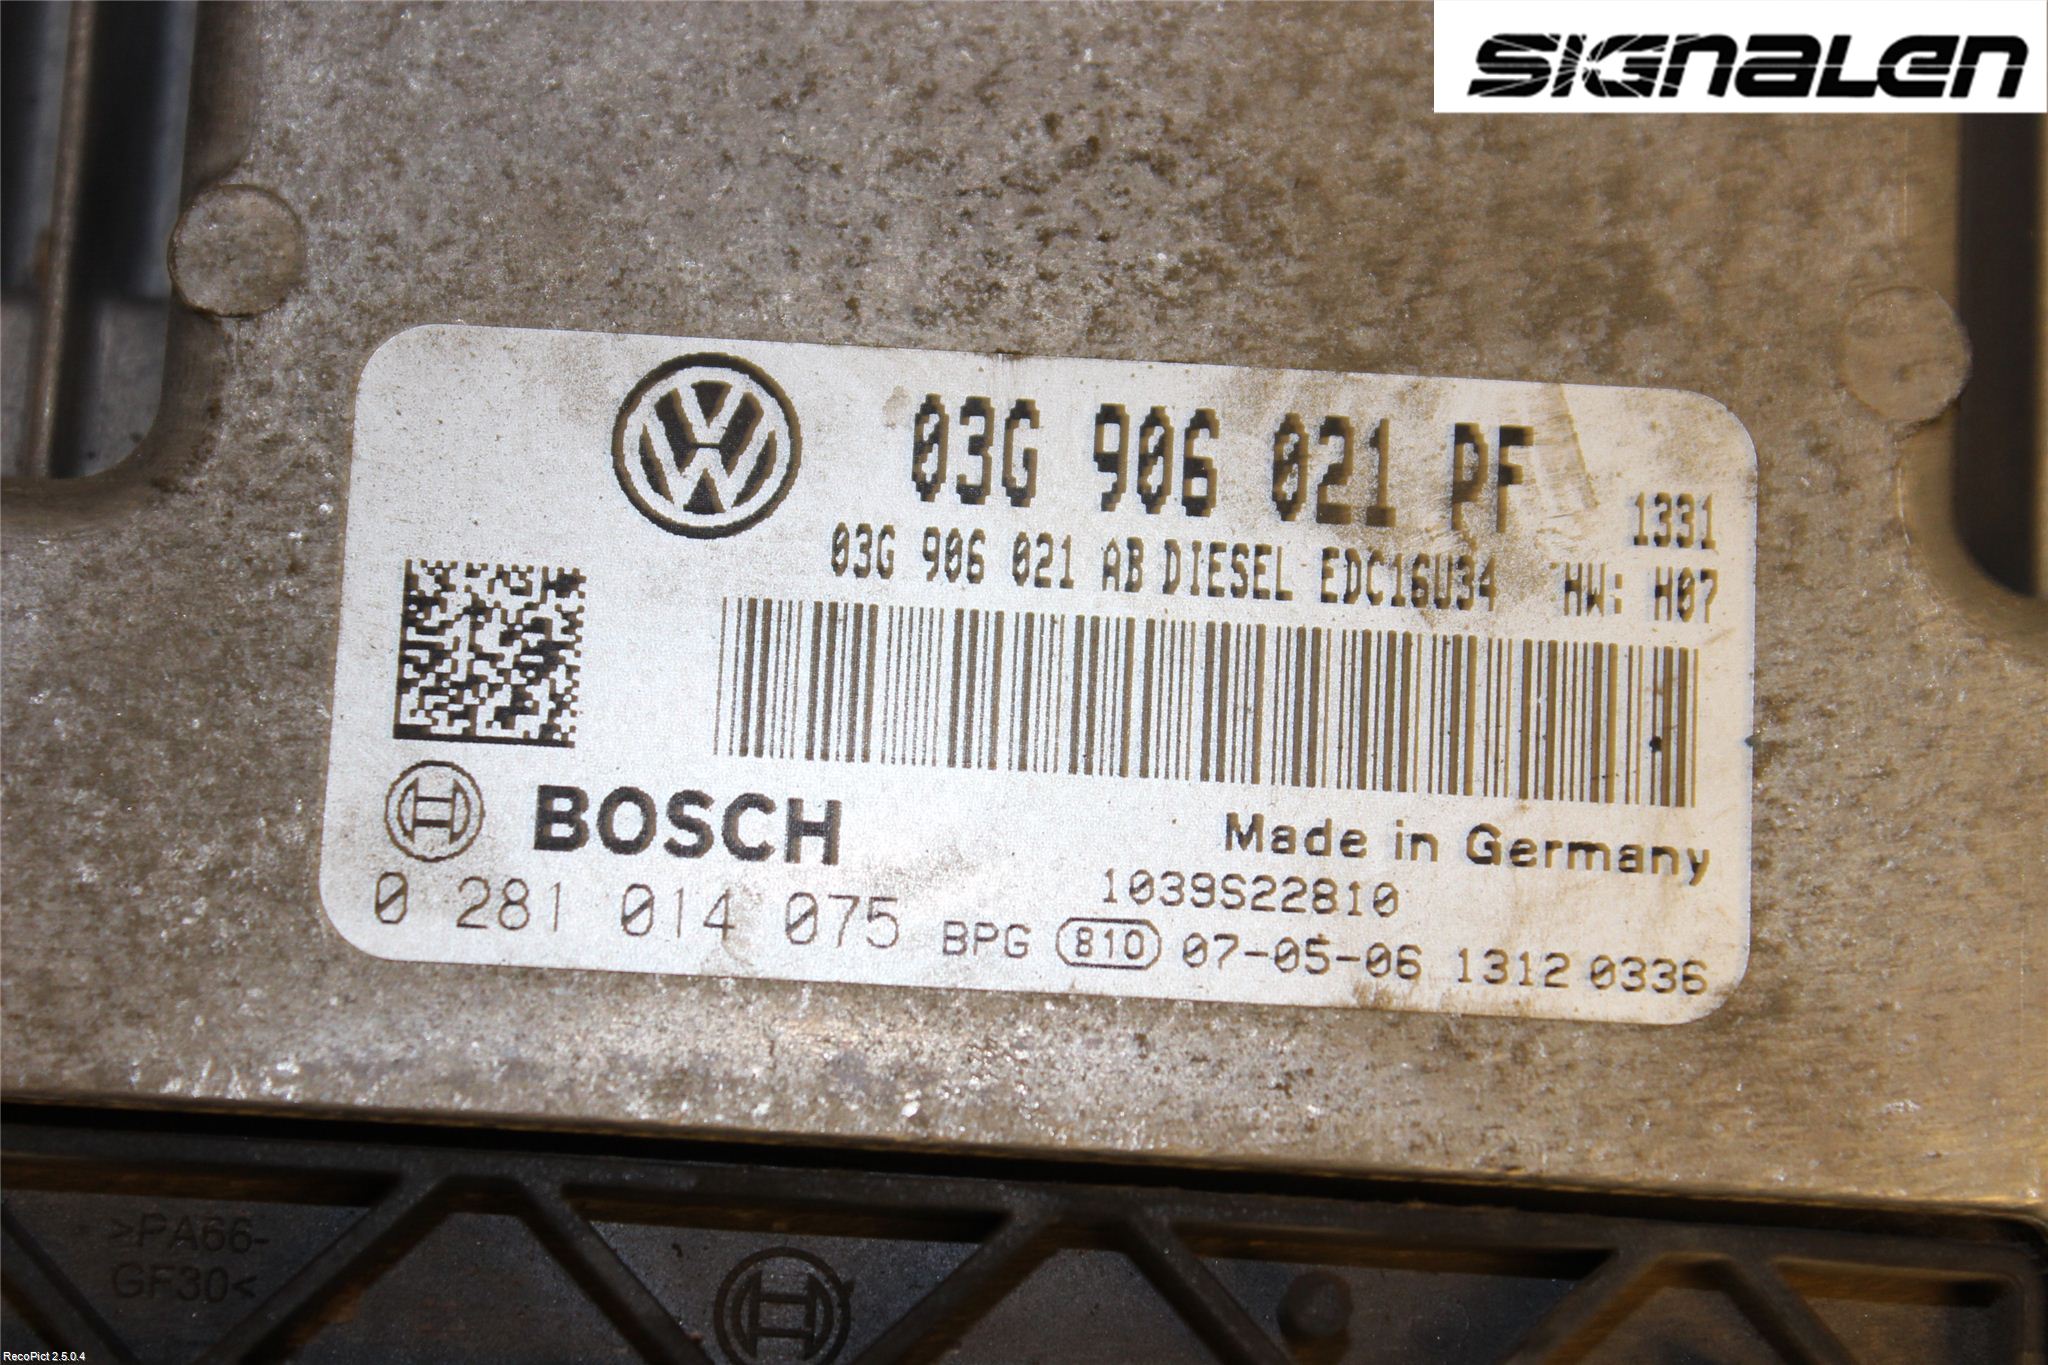 SIGNALEN
03G 906 021 PF
1331
03G 906 021 AB DIESEL EDC16U34 HW: H07
BOSCH
Made in Germany
1039S22810
0 281 014 075 BPG 810 07-05-06 1312 0336
>PA66-
GF30<
RecoPict 2.5.0.4